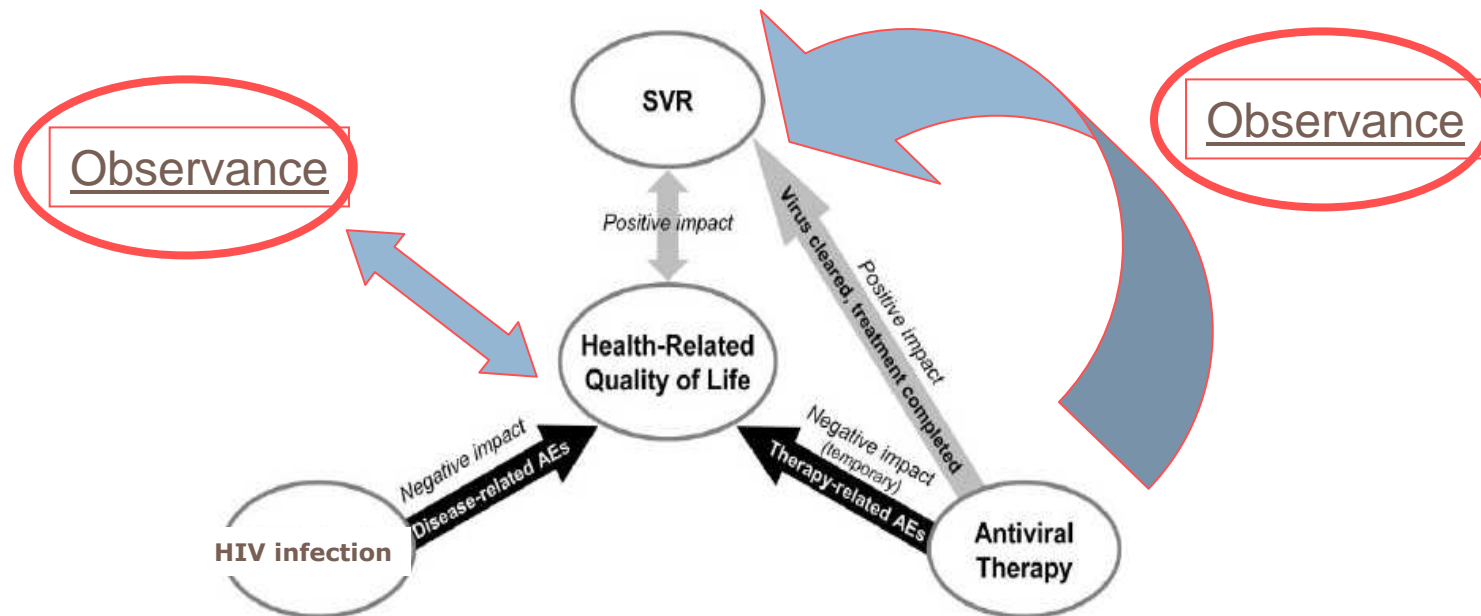 SVR
Observance
Observance
Positive impact
Virus cleared, treatment completed
Positive impact
Health-Related
Quality of Life
Negative impact
Disease-related AEs
Negative impact
(temporary)
Therapy-related AEs
HIV infection
Antiviral
Therapy